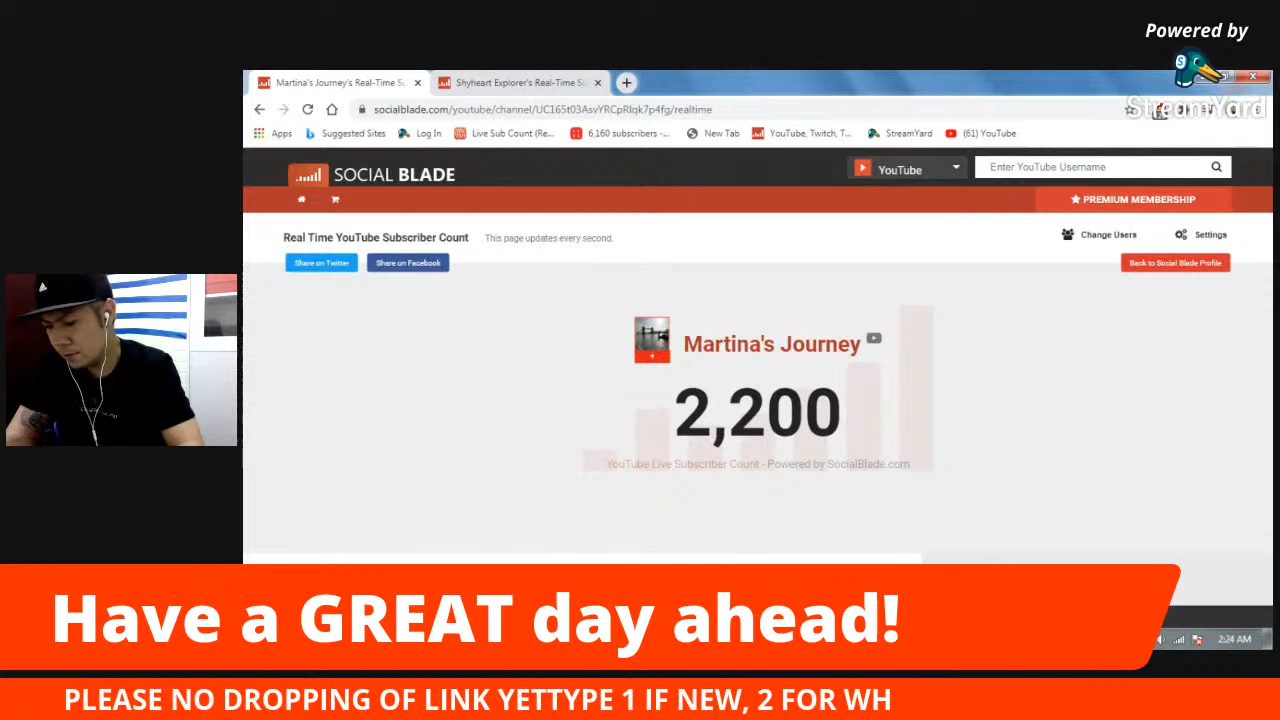 Powered by
StreamYard
Martina's Journey's Real-Time Su
Shyheart Explorer's Real-Time Su
socialblade.com/youtube/channel/UC165t03AsvYRCpRlqk7p4fg/realtime
Apps
Suggested Sites
Log In
Live Sub Count (Re...
6,160 subscribers -...
New Tab
YouTube, Twitch, T...
StreamYard
(61) YouTube
SOCIAL BLADE
YouTube
Enter YouTube Username
PREMIUM MEMBERSHIP
Real Time YouTube Subscriber Count
This page updates every second.
Change Users
Settings
Share on Twitter
Share on Facebook
Back to Social Blade Profile
Martina's Journey
2,200
YouTube Live Subscriber Count - Powered by SocialBlade.com
Have a GREAT day ahead!
2:24 AM
PLEASE NO DROPPING OF LINK YETTYPE 1 IF NEW, 2 FOR WH